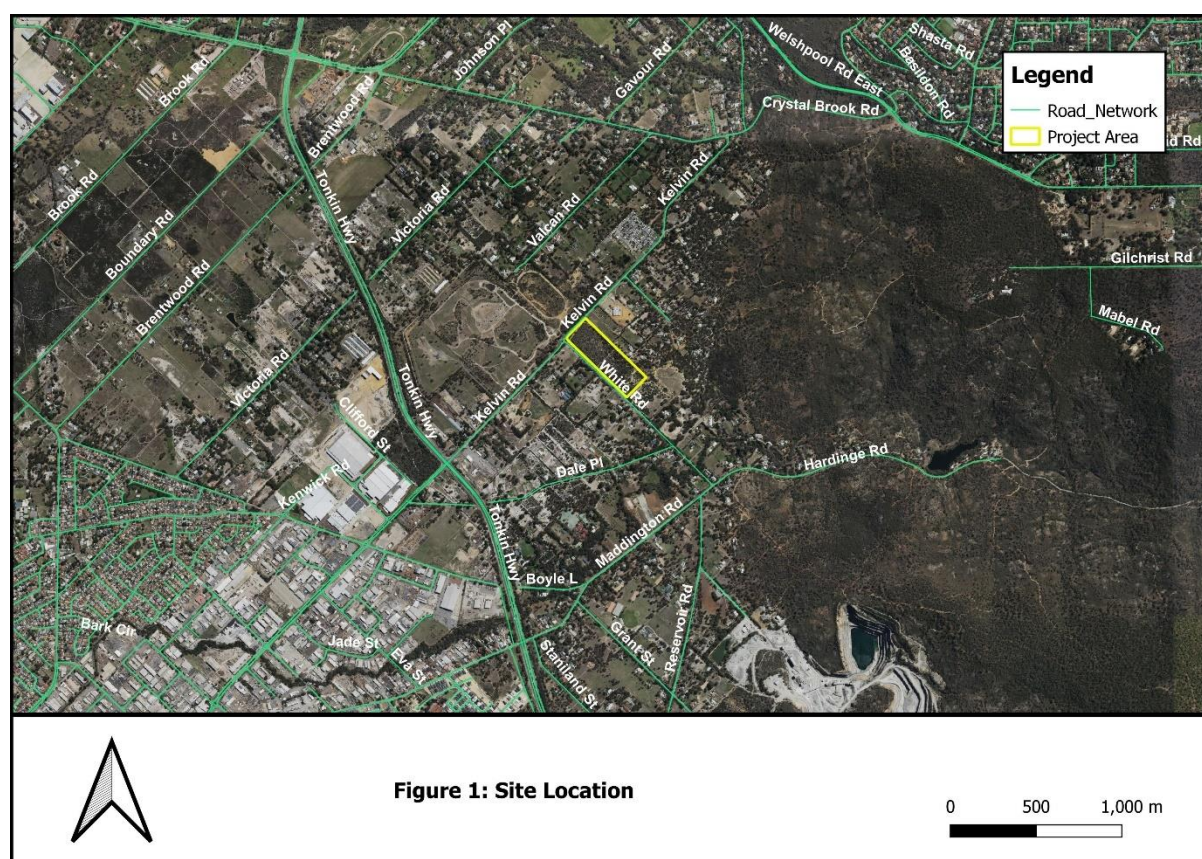 Shasta Rd
Johnson Pl
Welshpool Rd East
Basildon Rd
Gavour Rd
Brook Rd
Legend
Road_Network
Project Area
Brentwood Rd
Crystal Brook Rd
Rd
Kelvin Rd
Brook Rd
Tonkin Hwy
Victoria Rd
Valcan Rd
Boundary Rd
Gilchrist Rd
Brentwood Rd
Kelvin Rd
Mabel Rd
Victoria Rd
Tonkin Hwy
Kelvin Rd
White Rd
Clifford St
Hardinge Rd
Dale Pl
Kenwick Rd
Tonkin Hwy
Maddington Rd
Boyle L
Reservoir Rd
Bark Cir
Jade St
Eva St
Grant St
Staniland St
Figure 1: Site Location
0 500 1,000 m